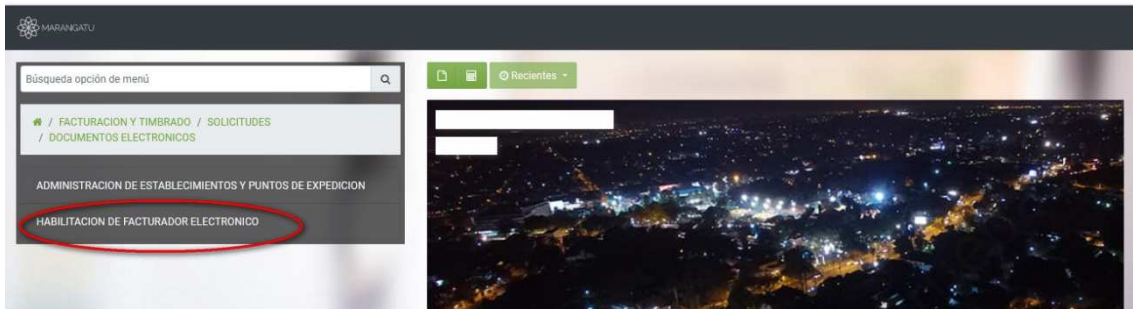 MARANGATU
Búsqueda opción de menú
/ FACTURACION Y TIMBRADO / SOLICITUDES
/ DOCUMENTOS ELECTRONICOS
ADMINISTRACION DE ESTABLECIMIENTOS Y PUNTOS DE EXPEDICION
HABILITACION DE FACTURADOR ELECTRONICO
Recientes